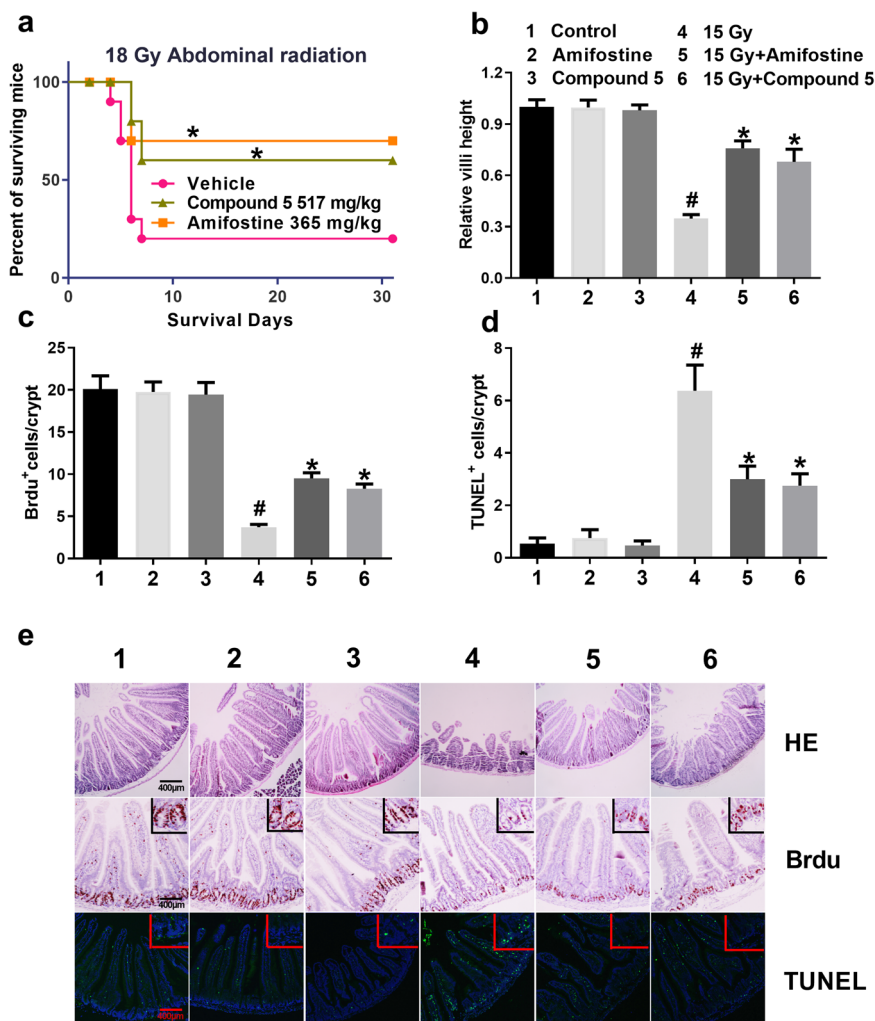 a
18 Gy Abdominal radiation
Percent of surviving mice
100
50
0
0 10 20 30
Survival Days
* *
Vehicle
Compound 5 517 mg/kg
Amifostine 365 mg/kg
b
1 Control 4 15 Gy
2 Amifostine 5 15 Gy+Amifostine
3 Compound 5 6 15 Gy+Compound 5
Relative villi height
1.2
0.9
0.6
0.3
0.0
# * *
1 2 3 4 5 6
c
Brdu+ cells/crypt
25
20
15
10
5
0
# * *
1 2 3 4 5 6
d
TUNEL+ cells/crypt
8
6
4
2
0
# * *
1 2 3 4 5 6
e
1 2 3 4 5 6
HE
400μm
Brdu
400μm
TUNEL
400μm